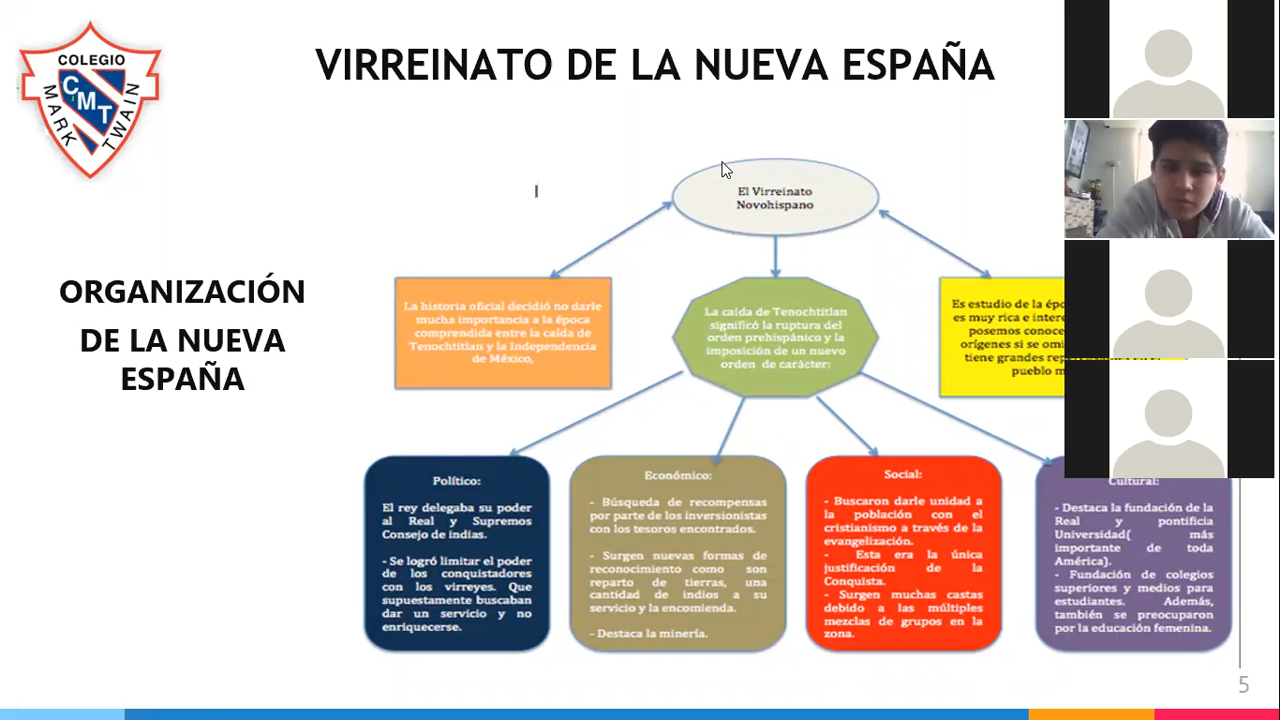 COLEGIO
CMT
MARK TWAIN
VIRREINATO DE LA NUEVA ESPAÑA
ORGANIZACIÓN
DE LA NUEVA
ESPAÑA
El Virreinato
Novohispano
La historia oficial decidió no darle
mucha importancia a la época
comprendida entre la caída de
Tenochtitlan y la Independencia
de México,
La caída de Tenochtitlan
significó la ruptura del
orden prehispánico y la
imposición de un nuevo
orden de carácter:
Es estudio de la
es muy rica e
posemos
orígenes si se
tiene grandes
pueblo
Político:
El rey delegaba su poder
al Real y Supremos
Consejo de indias.
- Se logró limitar el poder
de los conquistadores
con los virreyes. Que
supuestamente buscaban
dar un servicio y no
enriquecerse.
Económico:
- Búsqueda de recompensas
por parte de los inversionistas
con los tesoros encontrados.
- Surgen nuevas formas de
reconocimiento como son
reparto de tierras, una
cantidad de indios a su
servicio y la encomienda.
- Destaca la minería.
Social:
- Buscaron darle unidad a
la población con el
cristianismo a través de la
evangelización.
- Esta era la única
justificación de la
Conquista.
- Surgen muchas castas
debido a las múltiples
mezclas de grupos en la
zona.
Cultural:
- Destaca la fundación de la
Real y pontificia
Universidad( más
importante de toda
América).
- Fundación de colegios
superiores y medios para
estudiantes. Además,
también se preocuparon
por la educación femenina.
5